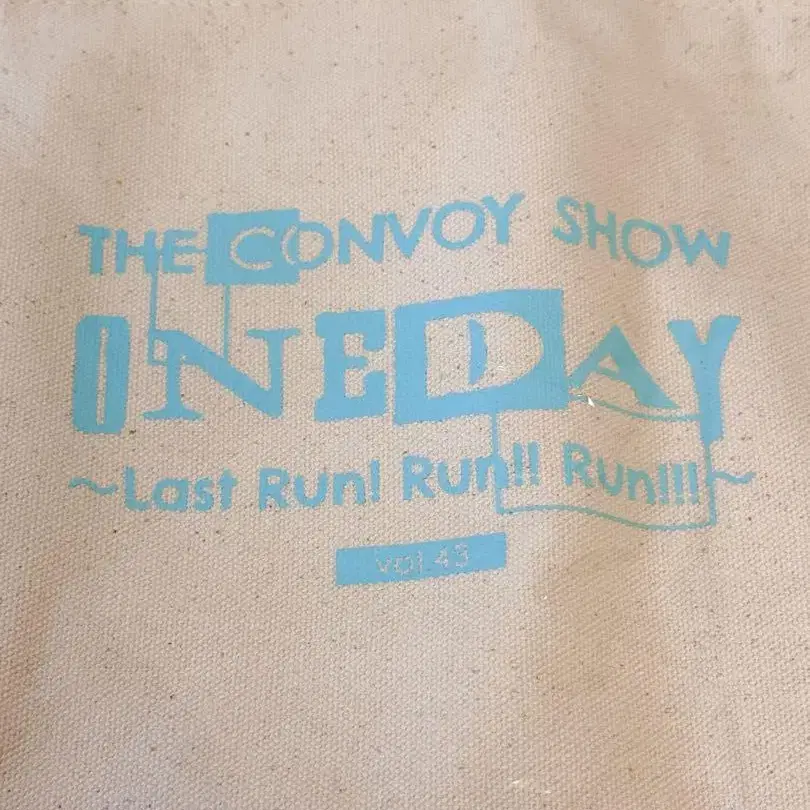 THE CONVOY SHOW
ONEDAY
～Last Run! Run!! Run!!!～
vol.43